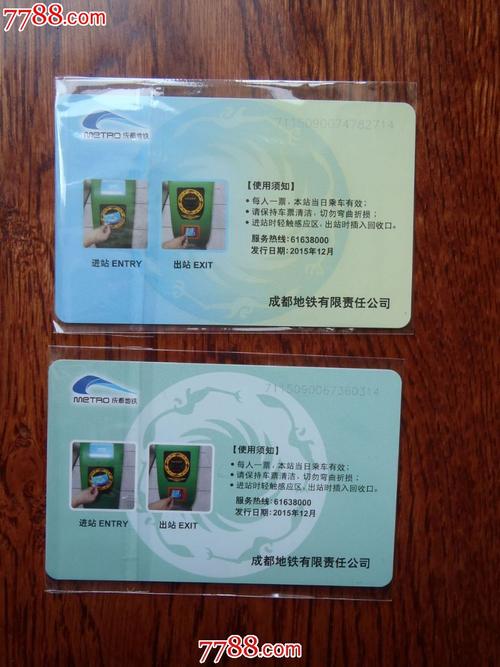 7788.com
7115090074782714
METRO 成都地铁
【使用须知】
• 每人一票，本站当日乘车有效；
• 请保持车票清洁，切勿弯曲折损；
• 进站时轻触感应区，出站时插入回收口。
服务热线：61638000
发行日期：2015年12月
进站 ENTRY
出站 EXIT
成都地铁有限责任公司
7115090067360314
METRO 成都地铁
【使用须知】
• 每人一票，本站当日乘车有效；
• 请保持车票清洁，切勿弯曲折损；
• 进站时轻触感应区，出站时插入回收口。
服务热线：61638000
发行日期：2015年12月
进站 ENTRY
出站 EXIT
成都地铁有限责任公司
7788.com
7788.com